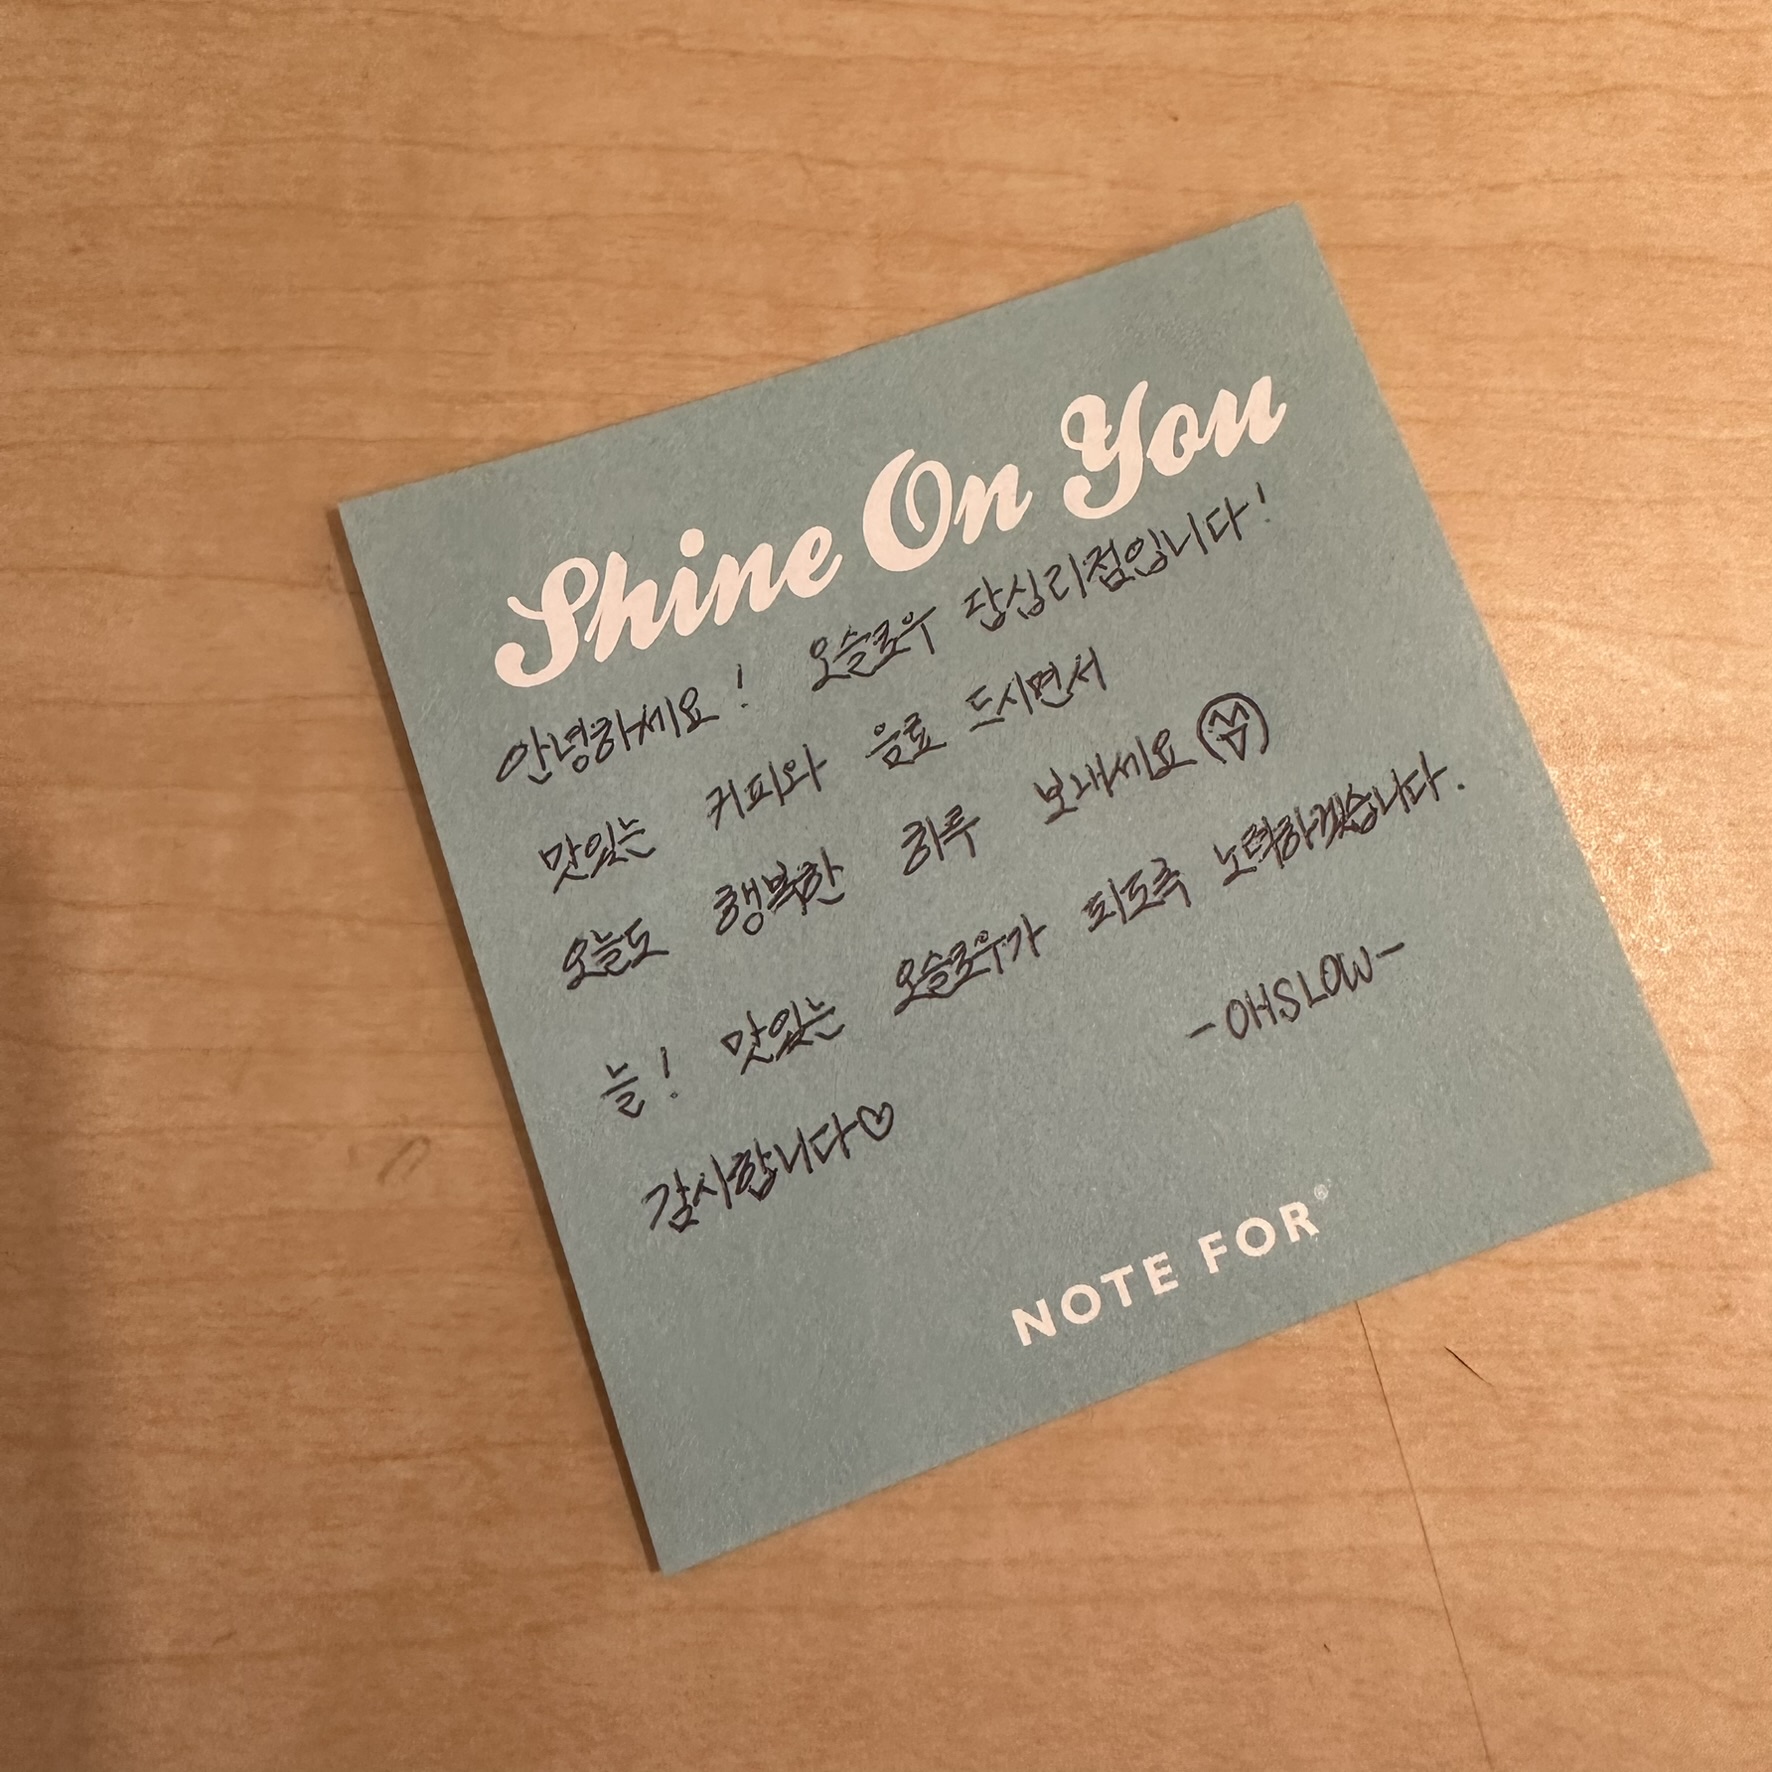 Shine On You
안녕하세요! 오슬로우 답십리점입니다!
맛있는 커피와 음료 드시면서
오늘도 행복한 하루 보내세요
늘! 맛있는 오슬로우가 되도록 노력하겠습니다.
감사합니다♡ -OHSLOW-
NOTE FOR®